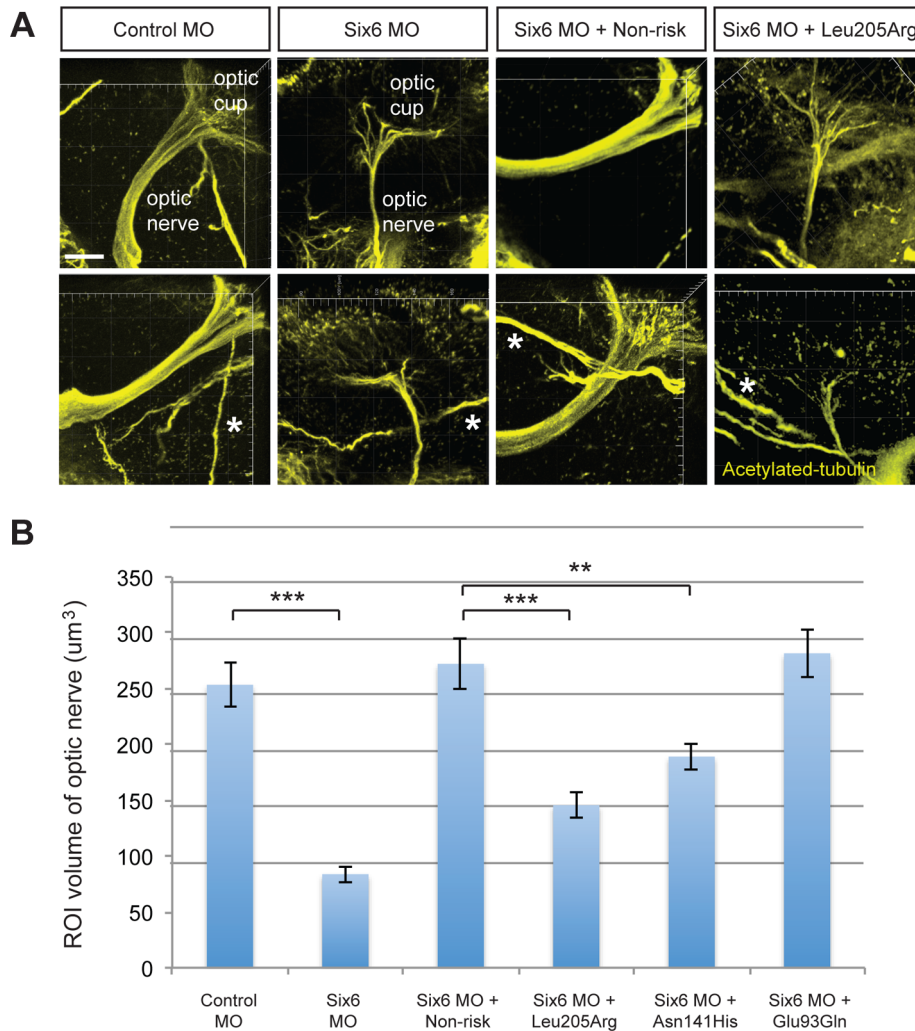 A
Control MO
Six6 MO
Six6 MO + Non-risk
Six6 MO + Leu205Arg
optic
cup
optic
nerve
optic
cup
optic
nerve
*
*
*
*
Acetylated-tubulin
B
ROI volume of optic nerve (um³)
350
300
250
200
150
100
50
0
***
***
**
Control
MO
Six6
MO
Six6 MO +
Non-risk
Six6 MO +
Leu205Arg
Six6 MO +
Asn141His
Six6 MO +
Glu93Gln